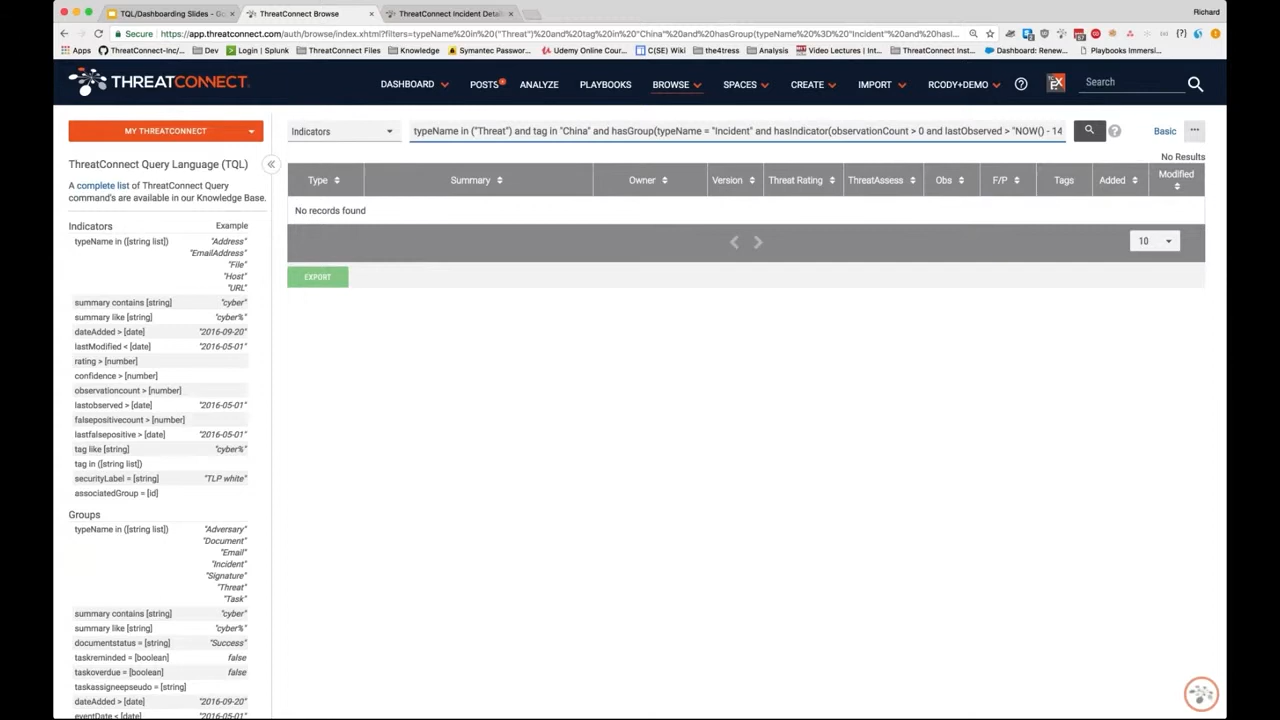 TQL/Dashboarding Slides - Go
ThreatConnect Browse
ThreatConnect Incident Detai
Richard
Secure
https://app.threatconnect.com/auth/browse/index.xhtml?filters=typeName%20in%20("Threat")%20and%20tag%20in%20"China"%20and%20hasGroup(typeName%20%3D%20"Incident"%20and%20hasI...
Apps
ThreatConnect-Inc/...
Dev
Login | Splunk
ThreatConnect Files
Knowledge
Symantec Passwor...
Udemy Online Cour...
C(SE) Wiki
the4tress
Analysis
Video Lectures | Int...
ThreatConnect Inst...
Dashboard: Renew...
Playbooks Immersi...
THREATCONNECT
DASHBOARD
POSTS
ANALYZE
PLAYBOOKS
BROWSE
SPACES
CREATE
IMPORT
RCODY+DEMO
Search
MY THREATCONNECT
Indicators
typeName in ("Threat") and tag in "China" and hasGroup(typeName = "Incident" and hasIndicator(observationCount > 0 and lastObserved > "NOW() - 14
Basic
No Results
ThreatConnect Query Language (TQL)
A complete list of ThreatConnect Query
command's are available in our Knowledge Base.
Type
Summary
Owner
Version
Threat Rating
ThreatAssess
Obs
F/P
Tags
Added
Modified
No records found
10
EXPORT
Indicators Example
typeName in ([string list]) "Address"
"EmailAddress"
"File"
"Host"
"URL"
summary contains [string] "cyber"
summary like [string] "cyber%"
dateAdded > [date] "2016-09-20"
lastModified < [date] "2016-05-01"
rating > [number]
confidence > [number]
observationcount > [number]
lastobserved > [date] "2016-05-01"
falsepositivecount > [number]
lastfalsepositive > [date] "2016-05-01"
tag like [string] "cyber%"
tag in ([string list])
securityLabel = [string] "TLP white"
associatedGroup = [id]
Groups
typeName in ([string list]) "Adversary"
"Document"
"Email"
"Incident"
"Signature"
"Threat"
"Task"
summary contains [string] "cyber"
summary like [string] "cyber%"
documentstatus = [string] "Success"
taskreminded = [boolean] false
taskoverdue = [boolean] false
taskassigneepseudo = [string]
dateAdded > [date] "2016-09-20"
eventDate < [date] "2016-05-01"